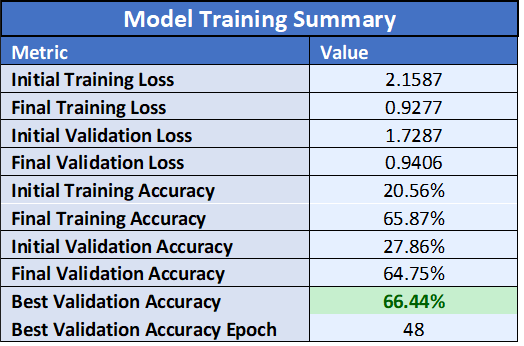 Model Training Summary
Metric Value
Initial Training Loss 2.1587
Final Training Loss 0.9277
Initial Validation Loss 1.7287
Final Validation Loss 0.9406
Initial Training Accuracy 20.56%
Final Training Accuracy 65.87%
Initial Validation Accuracy 27.86%
Final Validation Accuracy 64.75%
Best Validation Accuracy 66.44%
Best Validation Accuracy Epoch 48